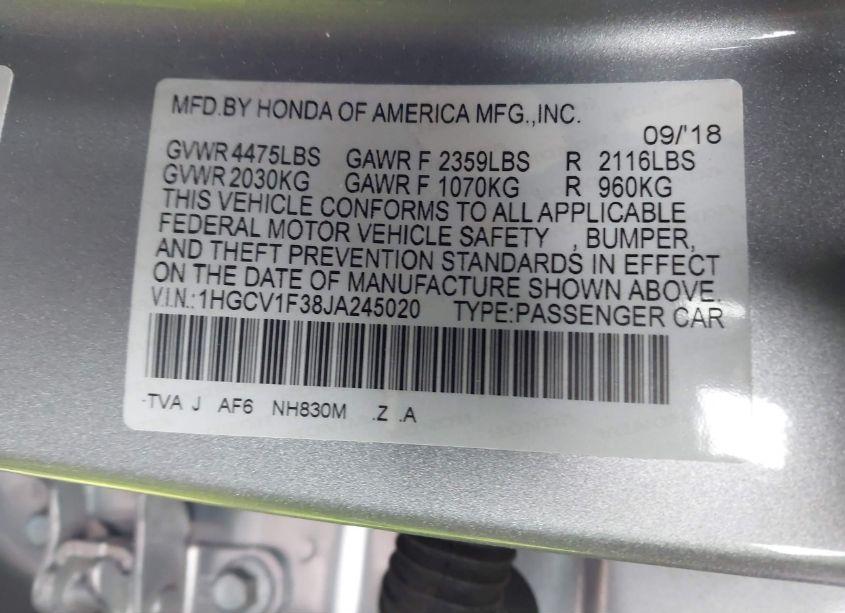 MFD.BY HONDA OF AMERICA MFG.,INC.
09/'18
GVWR 4475LBS GAWR F 2359LBS R 2116LBS
GVWR 2030KG GAWR F 1070KG R 960KG
THIS VEHICLE CONFORMS TO ALL APPLICABLE
FEDERAL MOTOR VEHICLE SAFETY , BUMPER,
AND THEFT PREVENTION STANDARDS IN EFFECT
ON THE DATE OF MANUFACTURE SHOWN ABOVE.
V.I.N.:1HGCV1F38JA245020 TYPE:PASSENGER CAR
-TVA J AF6 NH830M .Z .A